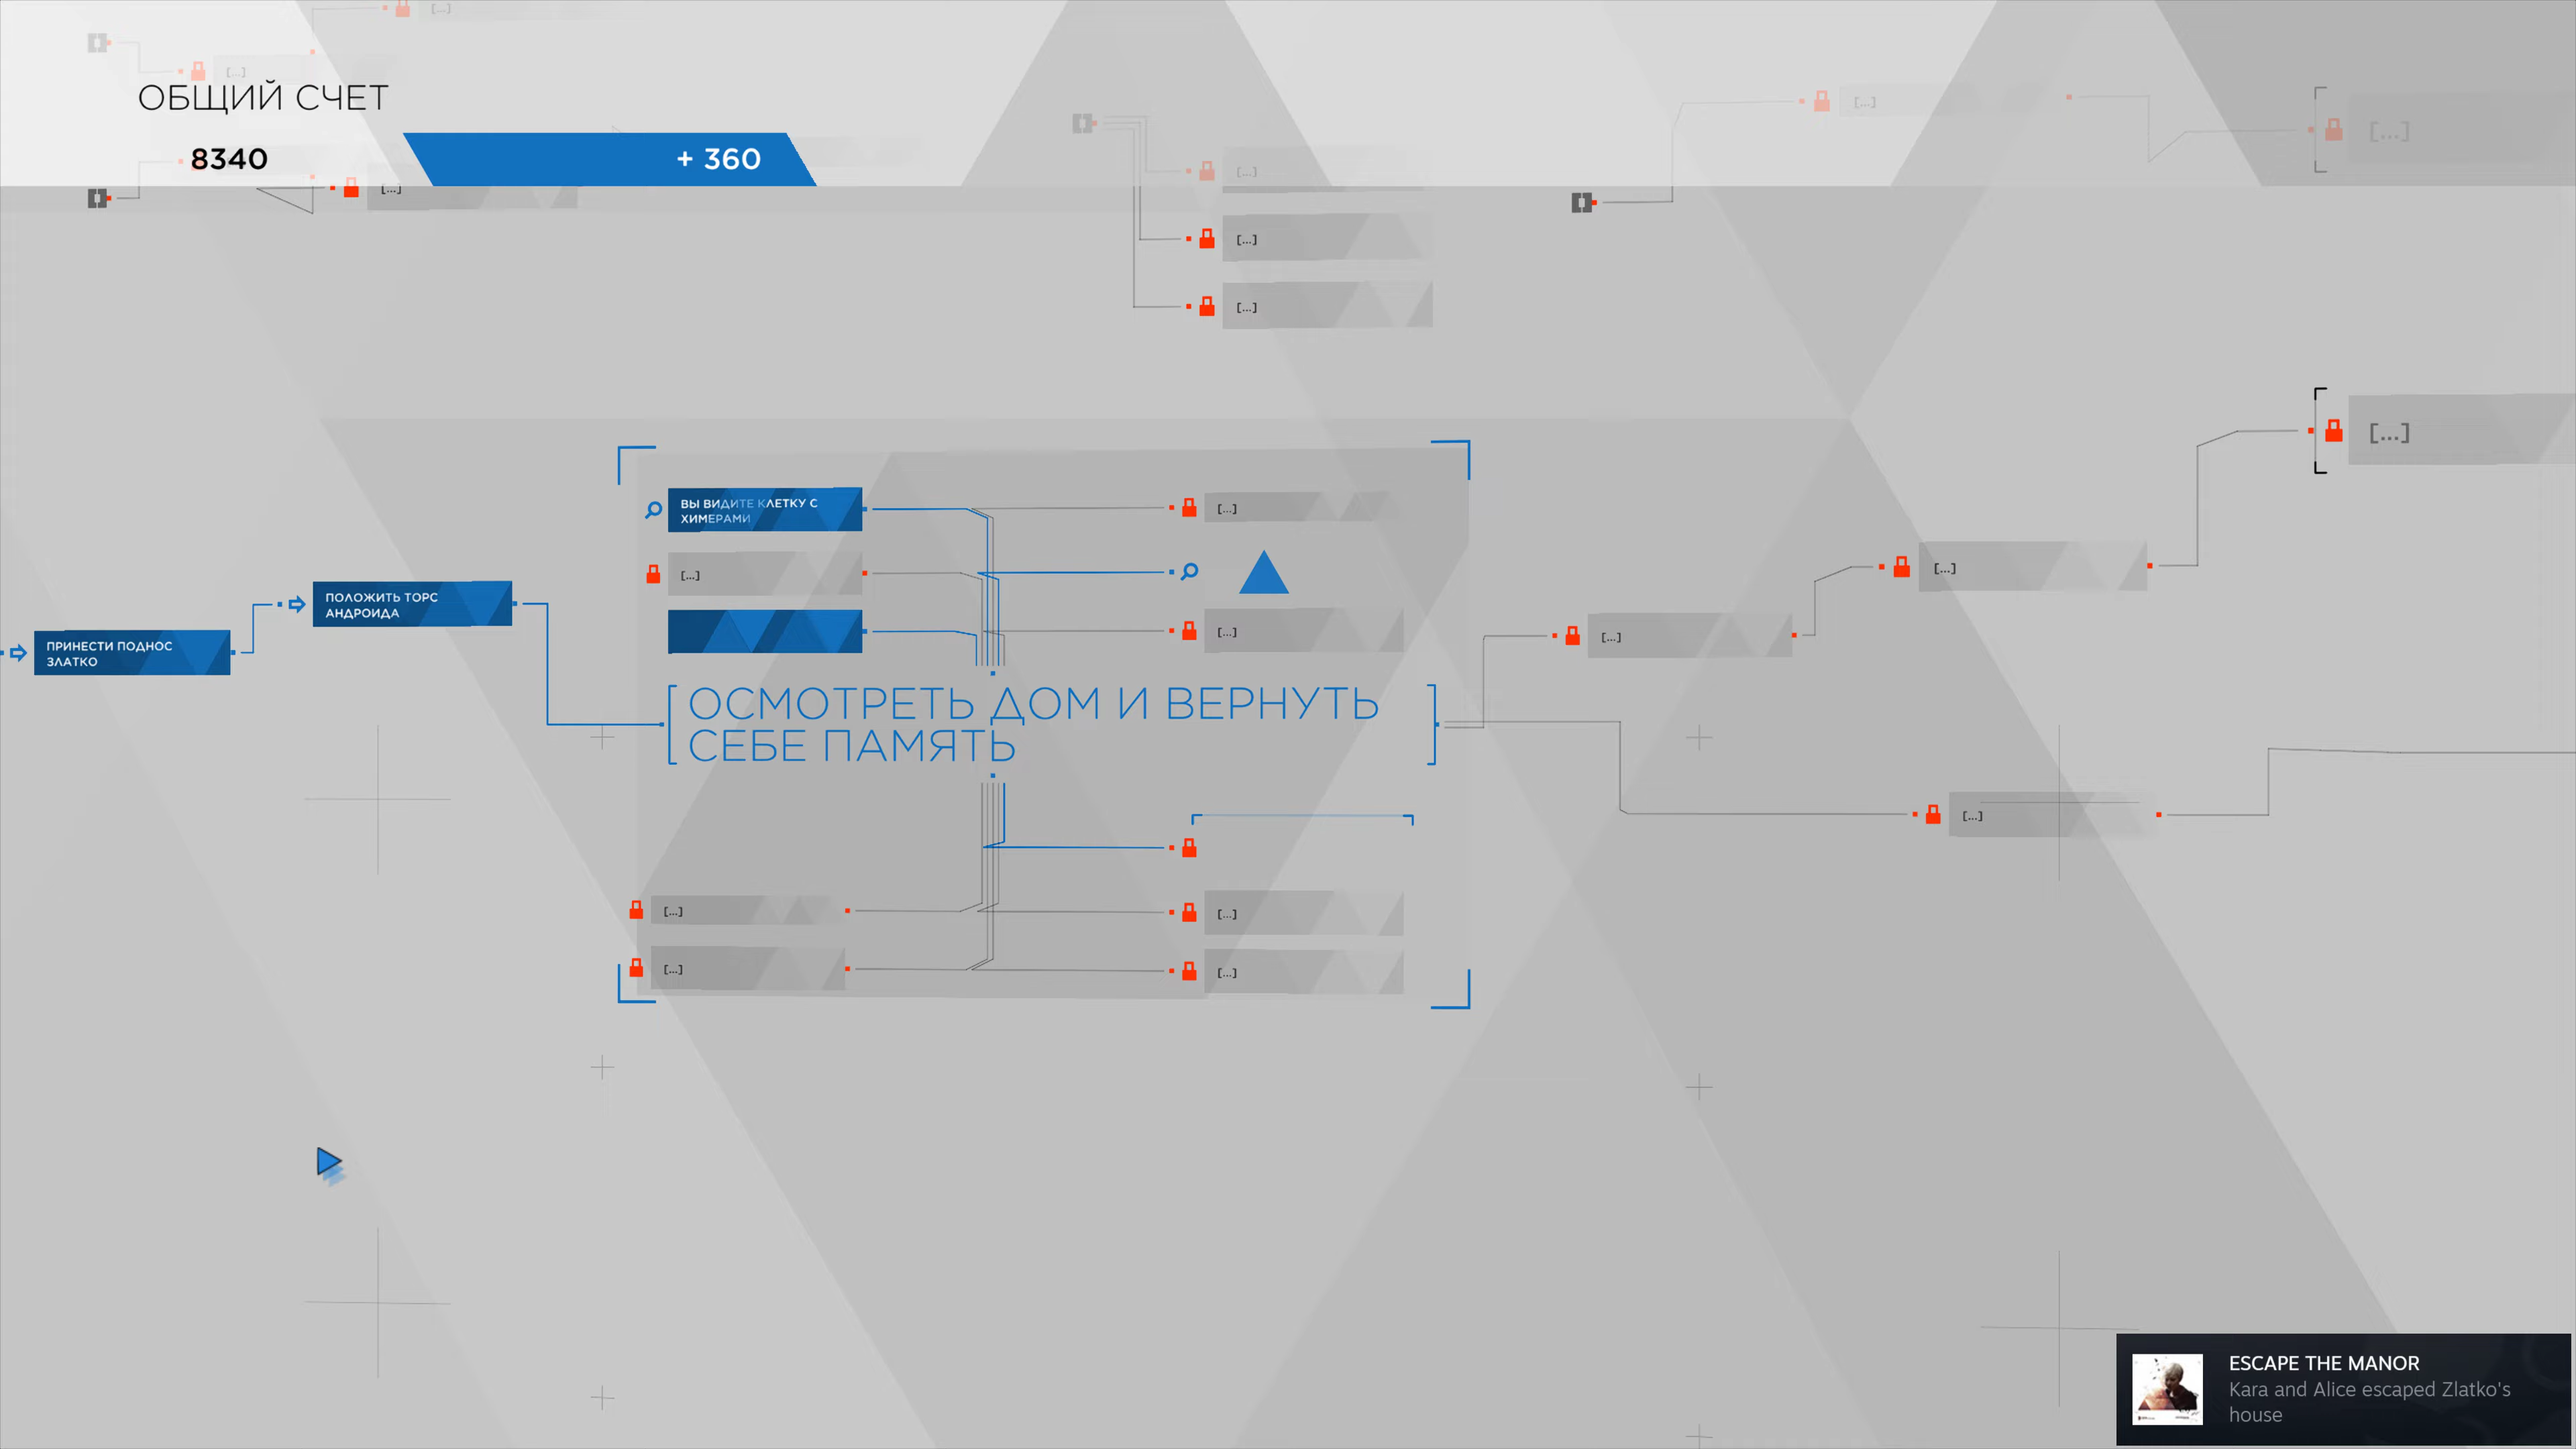 [...]
[...]
ОБЩИЙ СЧЕТ
8340
+ 360
[...]
[...]
[...]
[...]
[...]
[...]
[...]
ВЫ ВИДИТЕ КЛЕТКУ С
ХИМЕРАМИ
[...]
[...]
[...]
[...]
ПОЛОЖИТЬ ТОРС
АНДРОИДА
[...]
[...]
ПРИНЕСТИ ПОДНОС
ЗЛАТКО
ОСМОТРЕТЬ ДОМ И ВЕРНУТЬ
СЕБЕ ПАМЯТЬ
[...]
[...]
[...]
[...]
[...]
ESCAPE THE MANOR
Kara and Alice escaped Zlatko's
house